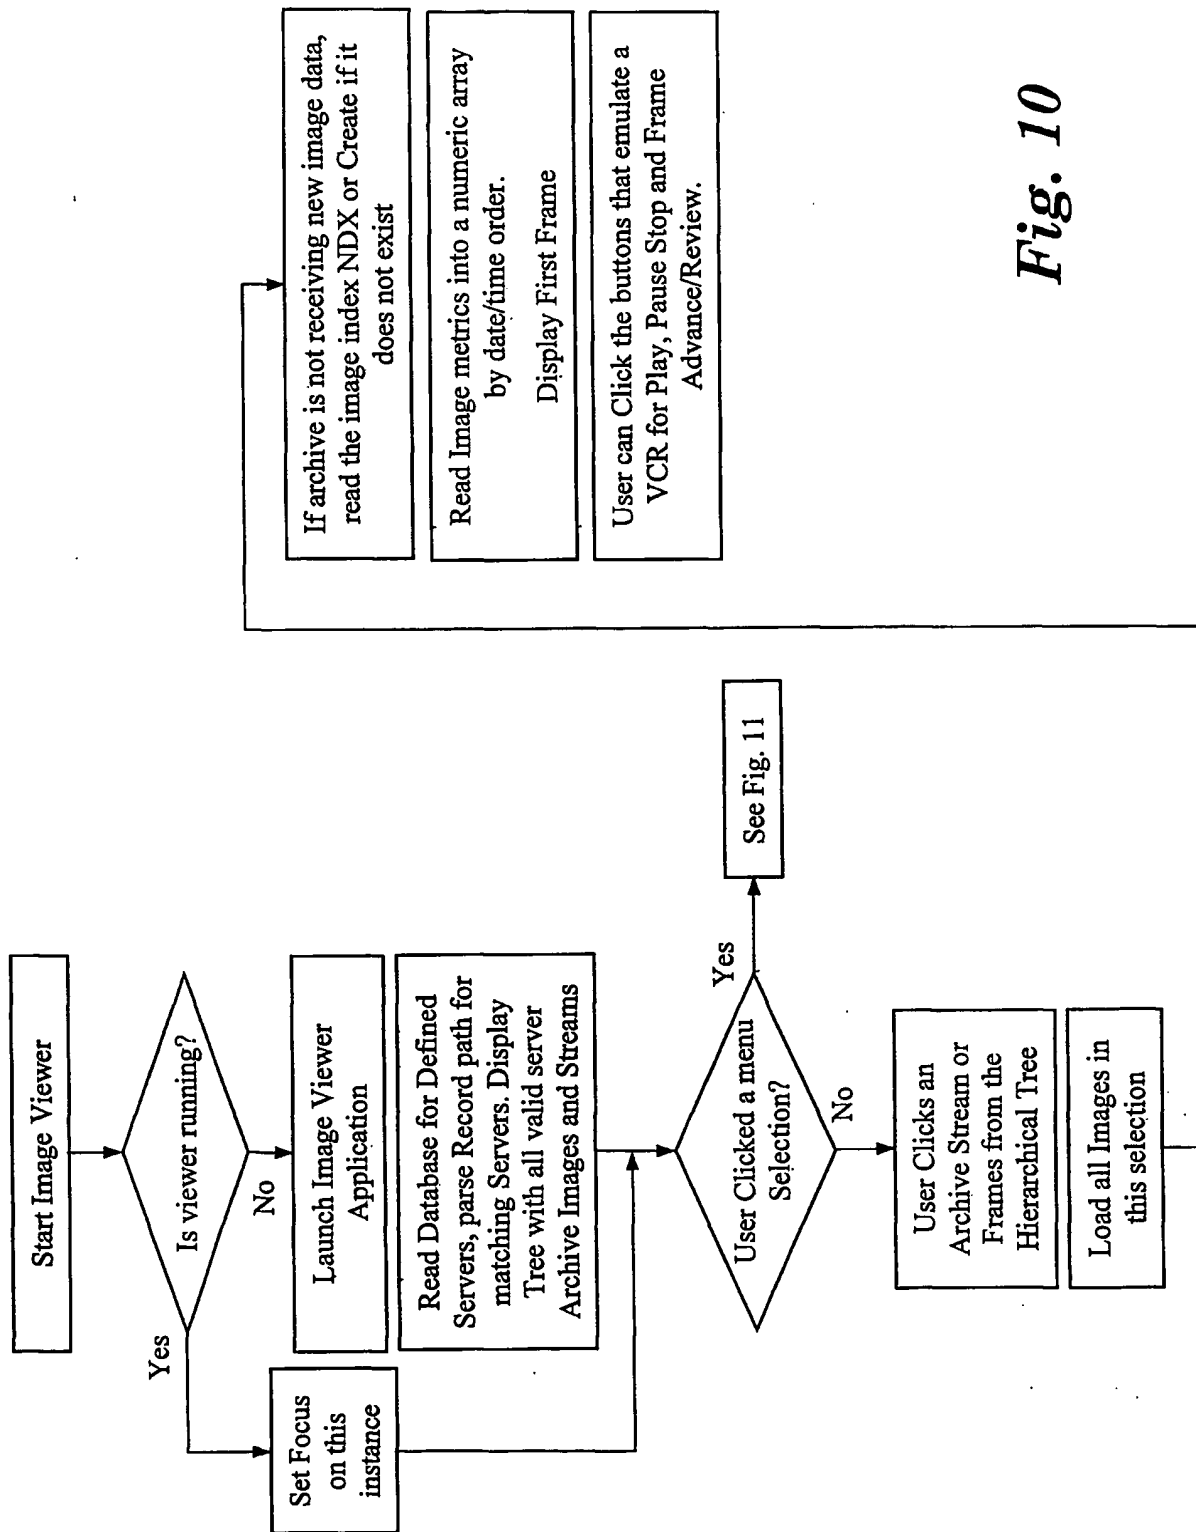 Start Image Viewer
Is viewer running?
Yes
No
Set Focus
on this
instance
Launch Image Viewer
Application
Read Database for Defined
Servers, parse Record path for
matching Servers. Display
Tree with all valid server
Archive Images and Streams
User Clicked a menu
Selection?
Yes
See Fig. 11
No
User Clicks an
Archive Stream or
Frames from the
Hierarchical Tree
Load all Images in
this selection
If archive is not receiving new image data,
read the image index NDX or Create if it
does not exist
Read Image metrics into a numeric array
by date/time order.
Display First Frame
User can Click the buttons that emulate a
VCR for Play, Pause Stop and Frame
Advance/Review.
Fig. 10